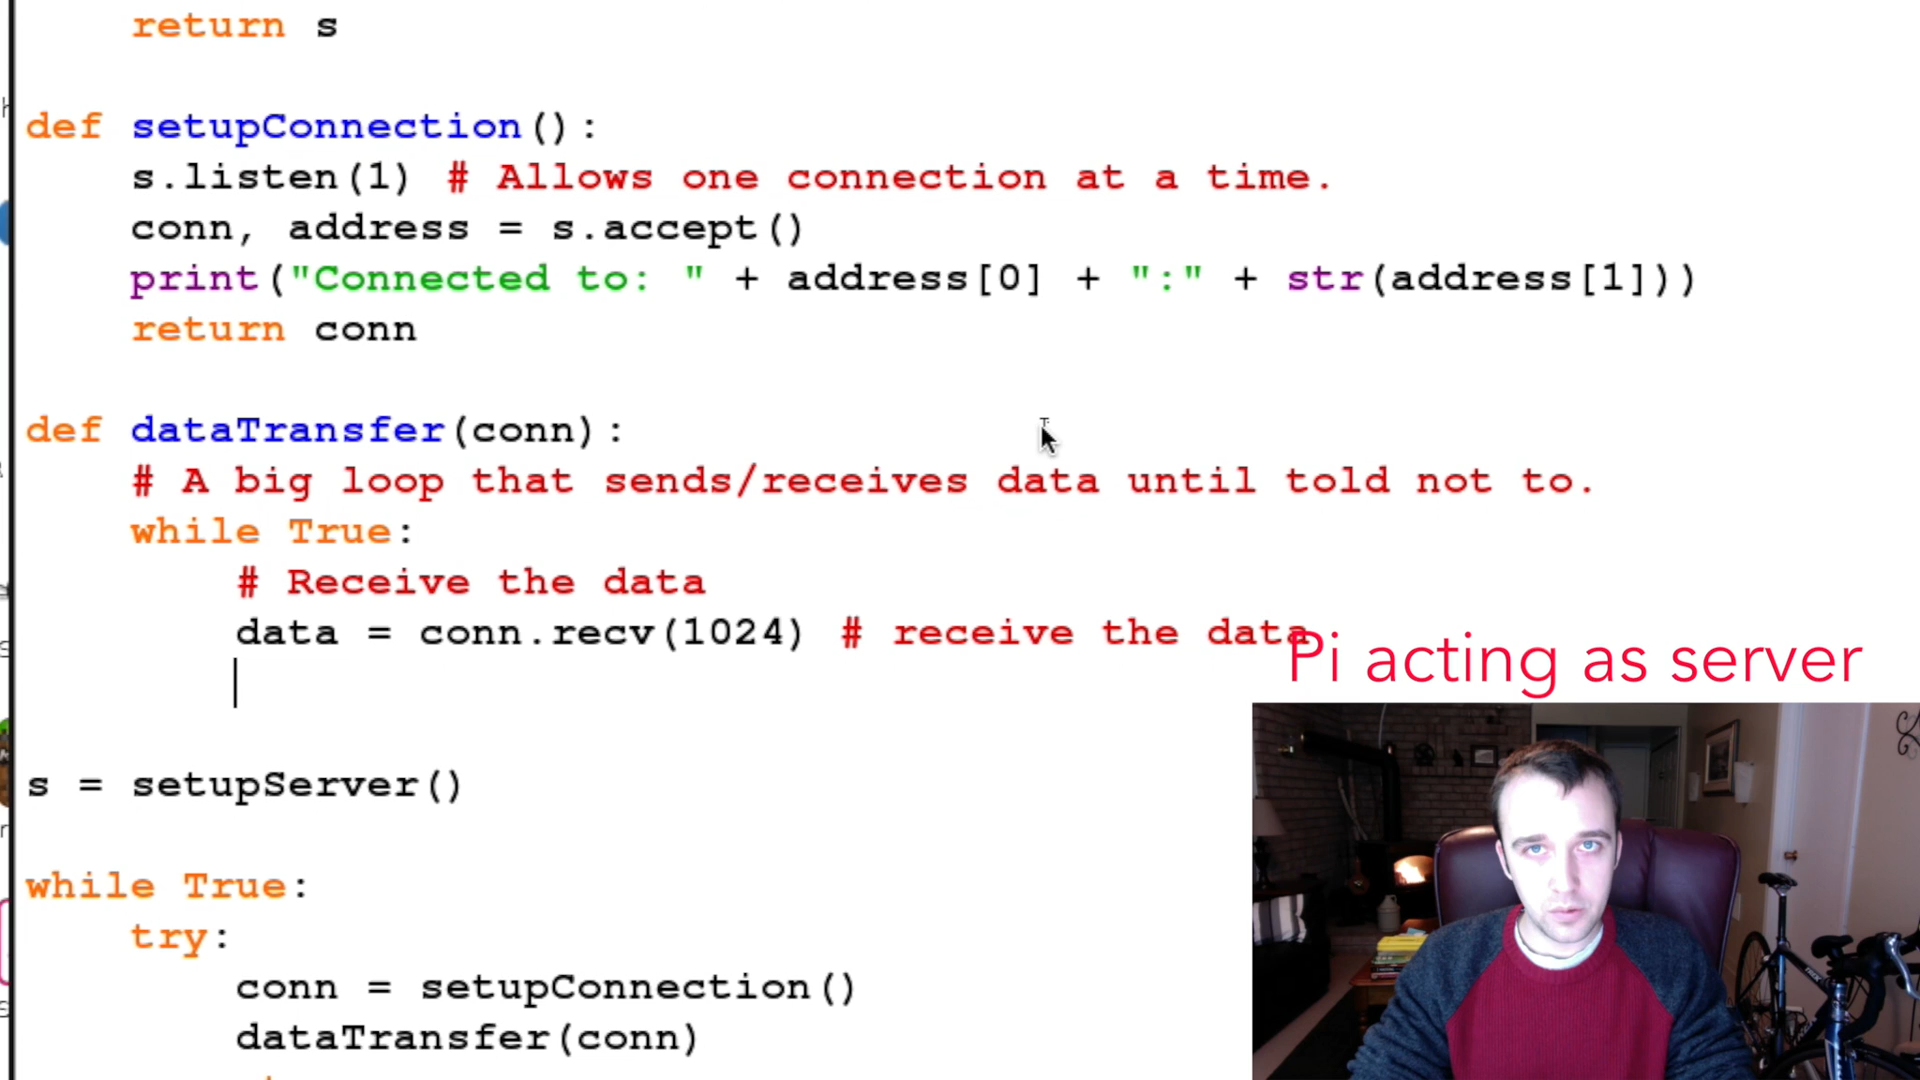 return s
def setupConnection():
s.listen(1) # Allows one connection at a time.
conn, address = s.accept()
print("Connected to: " + address[0] + ":" + str(address[1]))
return conn
def dataTransfer(conn):
# A big loop that sends/receives data until told not to.
while True:
# Receive the data
data = conn.recv(1024) # receive the data
Pi acting as server
s = setupServer()
while True:
try:
conn = setupConnection()
dataTransfer(conn)